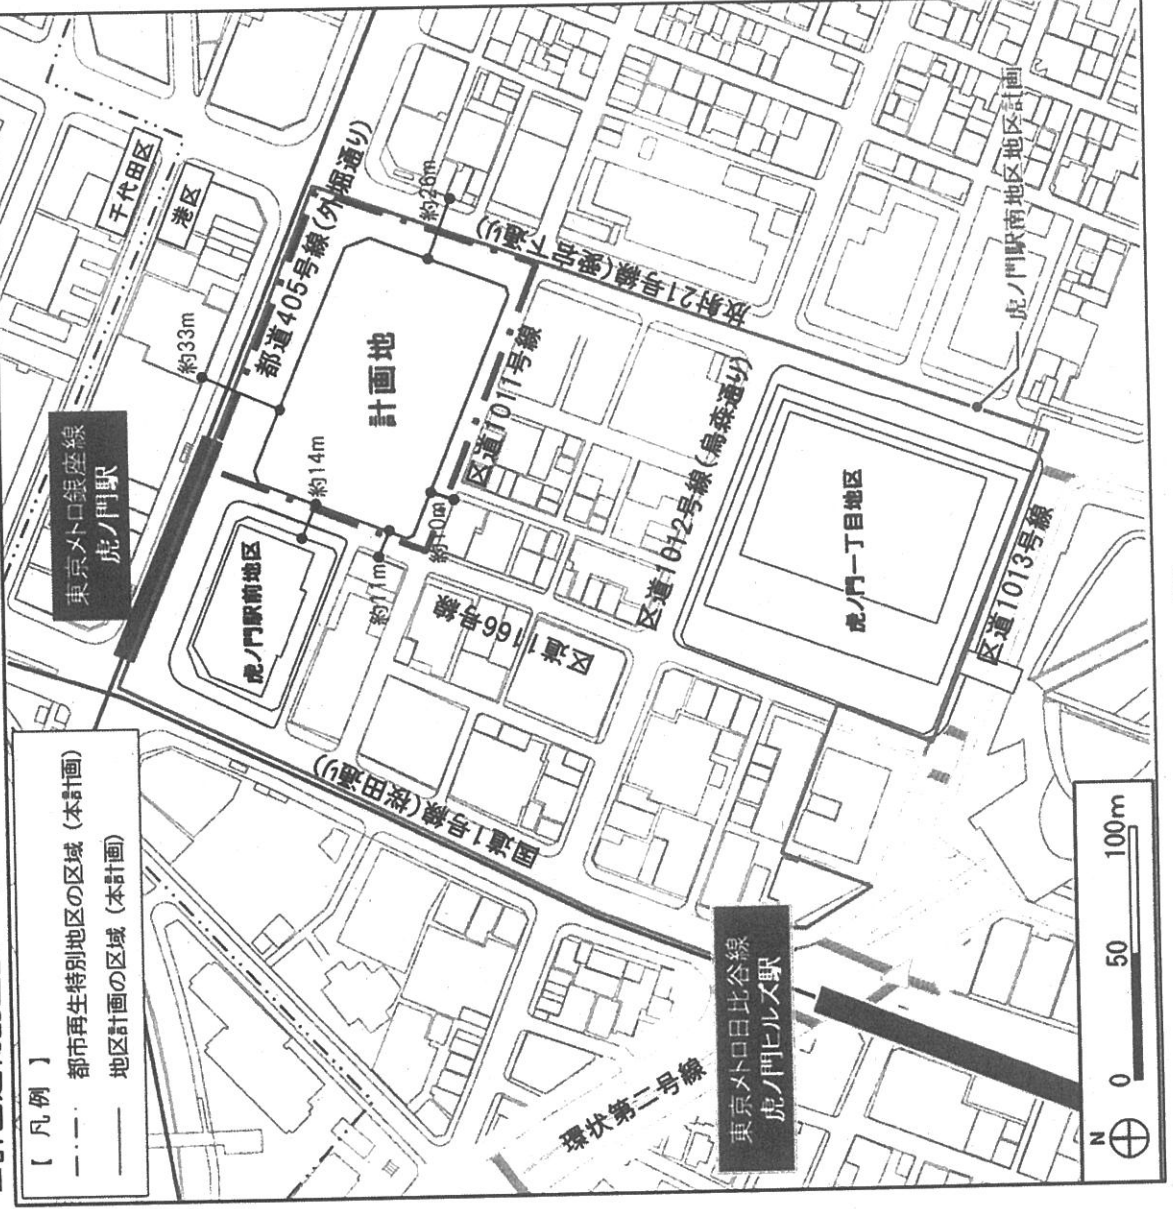 【 凡 例 】
都市再生特別地区の区域（本計画）
地区計画の区域（本計画）
東京メトロ銀座線
虎ノ門駅
千代田区
港区
約33m
都道405号線(外堀通り)
約26m
計画地
約14m
虎ノ門駅前地区
約11m
約10m
区道1011号線
放射21号線(愛宕下通り)
区道1166号線
区道1012号線(烏森通り)
国道1号線(桜田通り)
虎ノ門一丁目地区
虎ノ門駅南地区地区計画
区道1013号線
東京メトロ日比谷線
虎ノ門ヒルズ駅
環状第二号線
N
0 50 100m